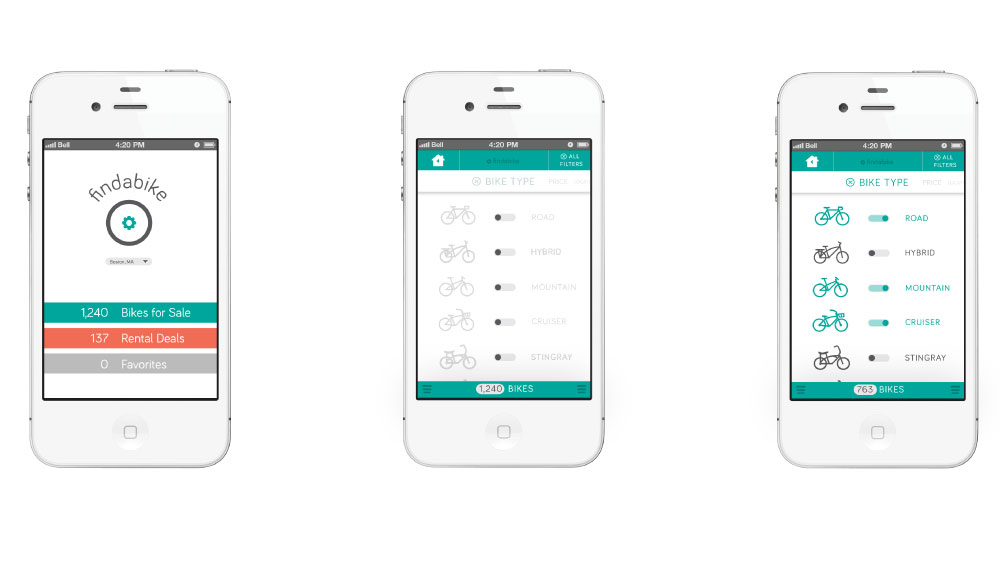 Bell 4:20 PM
findabike
Boston, MA
1,240 Bikes for Sale
137 Rental Deals
0 Favorites
Bell 4:20 PM
findabike
ALL
FILTERS
BIKE TYPE PRICE
ROAD
HYBRID
MOUNTAIN
CRUISER
STINGRAY
1,240 BIKES
Bell 4:20 PM
findabike
ALL
FILTERS
BIKE TYPE PRICE
ROAD
HYBRID
MOUNTAIN
CRUISER
STINGRAY
763 BIKES